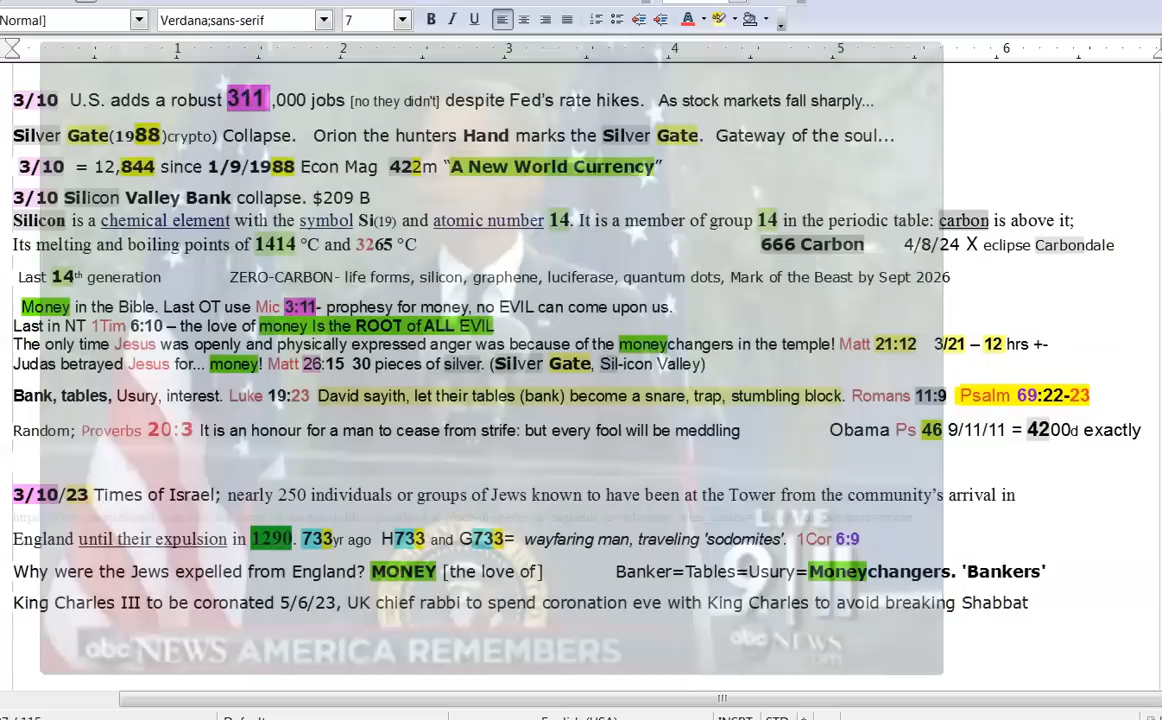 Normal]
Verdana;sans-serif
7
B I U
1 2 3 4 5 6
3/10 U.S. adds a robust 311 ,000 jobs [no they didn't] despite Fed's rate hikes. As stock markets fall sharply...
Silver Gate(1988)crypto) Collapse. Orion the hunters Hand marks the Silver Gate. Gateway of the soul...
3/10 = 12,844 since 1/9/1988 Econ Mag 422m "A New World Currency"
3/10 Silicon Valley Bank collapse. $209 B
Silicon is a chemical element with the symbol Si(19) and atomic number 14. It is a member of group 14 in the periodic table: carbon is above it;
Its melting and boiling points of 1414 °C and 3265 °C 666 Carbon 4/8/24 X eclipse Carbondale
Last 14th generation ZERO-CARBON- life forms, silicon, graphene, luciferase, quantum dots, Mark of the Beast by Sept 2026
Money in the Bible. Last OT use Mic 3:11- prophesy for money, no EVIL can come upon us.
Last in NT 1Tim 6:10 – the love of money Is the ROOT of ALL EVIL
The only time Jesus was openly and physically expressed anger was because of the moneychangers in the temple! Matt 21:12 3/21 – 12 hrs +-
Judas betrayed Jesus for... money! Matt 26:15 30 pieces of silver. (Silver Gate, Sil-icon Valley)
Bank, tables, Usury, interest. Luke 19:23 David sayith, let their tables (bank) become a snare, trap, stumbling block. Romans 11:9 Psalm 69:22-23
Random; Proverbs 20:3 It is an honour for a man to cease from strife: but every fool will be meddling Obama Ps 46 9/11/11 = 4200d exactly
3/10/23 Times of Israel; nearly 250 individuals or groups of Jews known to have been at the Tower from the community's arrival in
LIVE
England until their expulsion in 1290. 733yr ago H733 and G733= wayfaring man, traveling 'sodomites'. 1Cor 6:9
9/11
Why were the Jews expelled from England? MONEY [the love of] Banker=Tables=Usury=Moneychangers. 'Bankers'
King Charles III to be coronated 5/6/23, UK chief rabbi to spend coronation eve with King Charles to avoid breaking Shabbat
abc NEWS AMERICA REMEMBERS
abc NEWS
.com